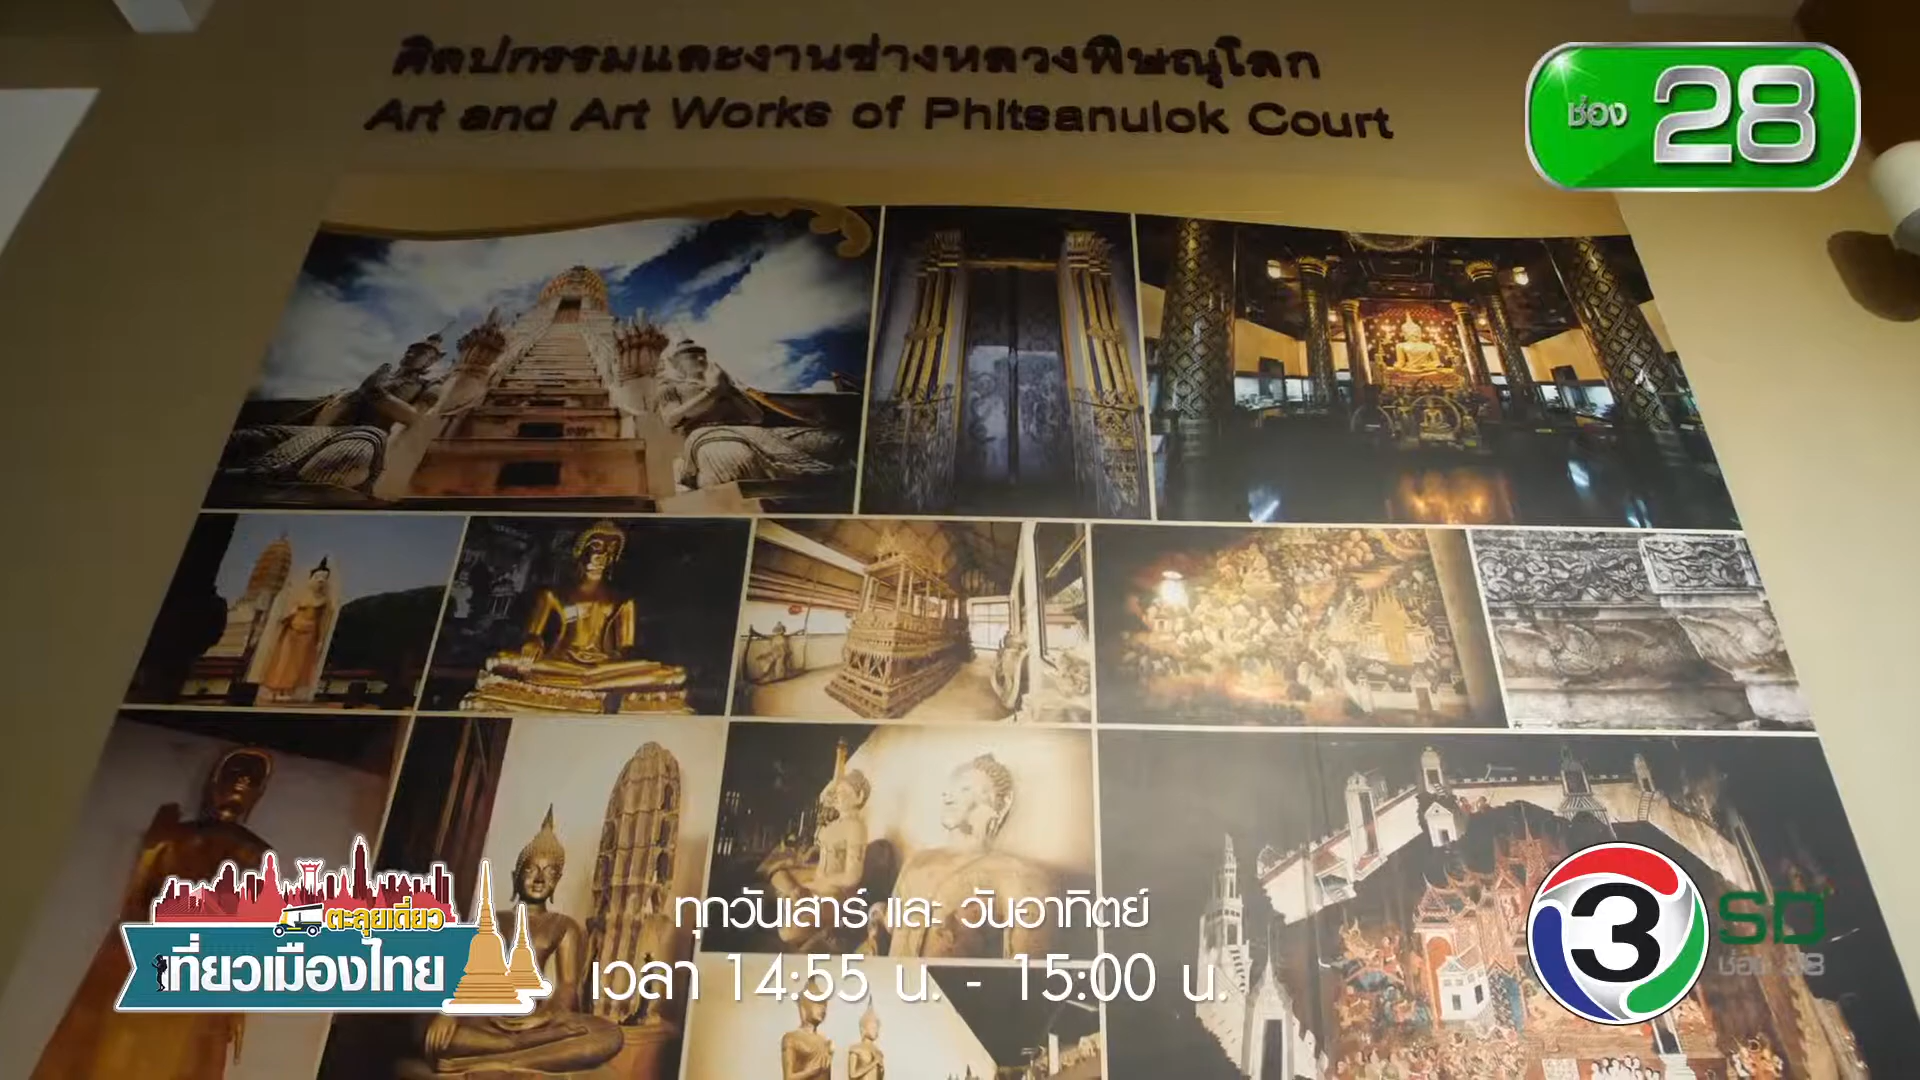 ศิลปกรรมและงานช่างหลวงพิษณุโลก
Art and Art Works of Phitsanulok Court
ช่อง 28
ตะลุยเดี่ยว
เที่ยวเมืองไทย
ทุกวันเสาร์ และ วันอาทิตย์
เวลา 14:55 น. - 15:00 น.
3 SD
ช่อง 28